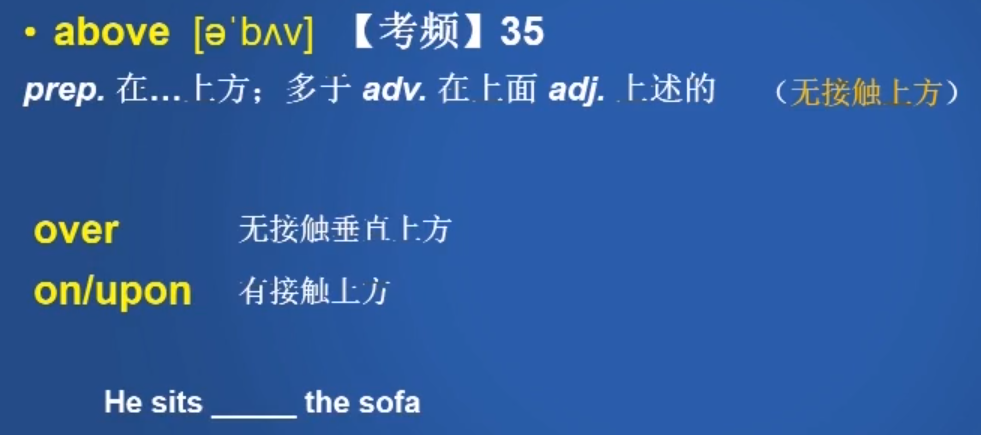 • above [əˈbʌv] 【考频】35
prep. 在…上方；多于 adv. 在上面 adj. 上述的 （无接触上方）
over 无接触垂直上方
on/upon 有接触上方
He sits _____ the sofa